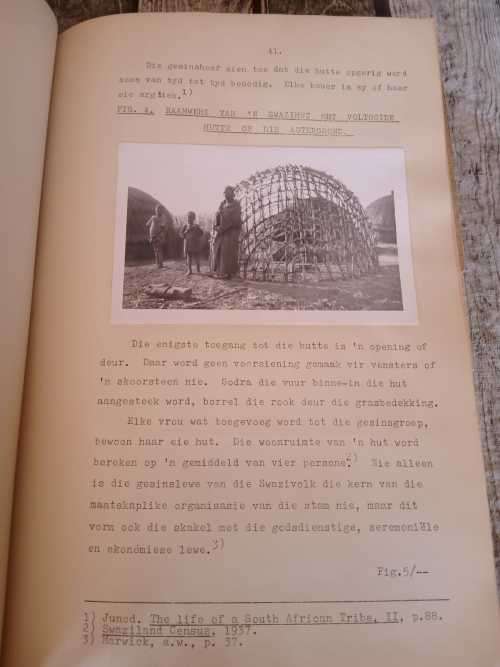 41.
Die gesinshoof sien toe dat die hutte opgerig word
soos van tyd tot tyd benodig. Elke bouer is sy of haar
eie argitek.1)
FIG. 4. RAAMWERK VAN 'N SWAZIHUT MET VOLTOOIDE
HUTTE OP DIE AGTERGROND.
Die enigste toegang tot die hutte is 'n opening of
deur. Daar word geen voorsiening gemaak vir vensters of
'n skoorsteen nie. Sodra die vuur binne-in die hut
aangesteek word, borrel die rook deur die grasbedekking.
Elke vrou wat toegevoeg word tot die gesinsgroep,
bewoon haar eie hut. Die woonruimte van 'n hut word
bereken op 'n gemiddeld van vier persone.2) Nie alleen
is die gesinslewe van die Swazivolk die kern van die
maatskaplike organisasie van die stam nie, maar dit
vorm ook die skakel met die godsdienstige, seremoniële
en ekonomiese lewe.3)
Fig.5/--
1) Junod. The life of a South African Tribe, II, p.88.
2) Swaziland Census, 1937.
3) Marwick, a.w., p. 37.